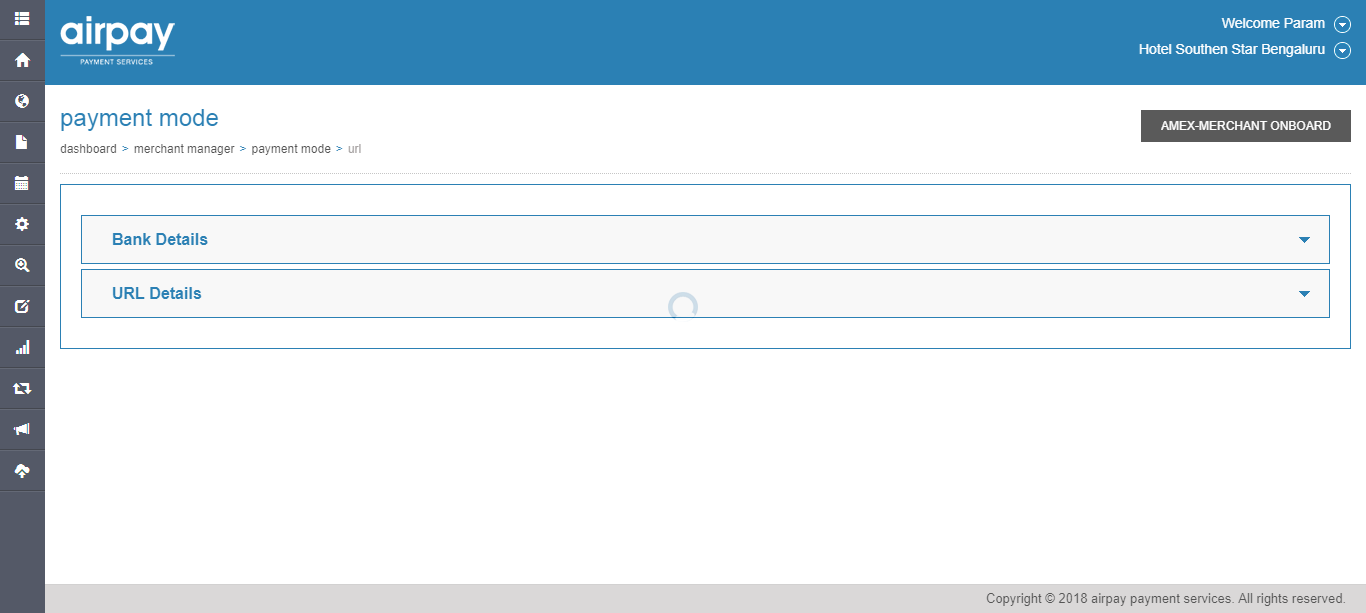 airpay
PAYMENT SERVICES
Welcome Param
Hotel Southen Star Bengaluru
payment mode
dashboard > merchant manager > payment mode > url
AMEX-MERCHANT ONBOARD
Bank Details
URL Details
Copyright © 2018 airpay payment services. All rights reserved.